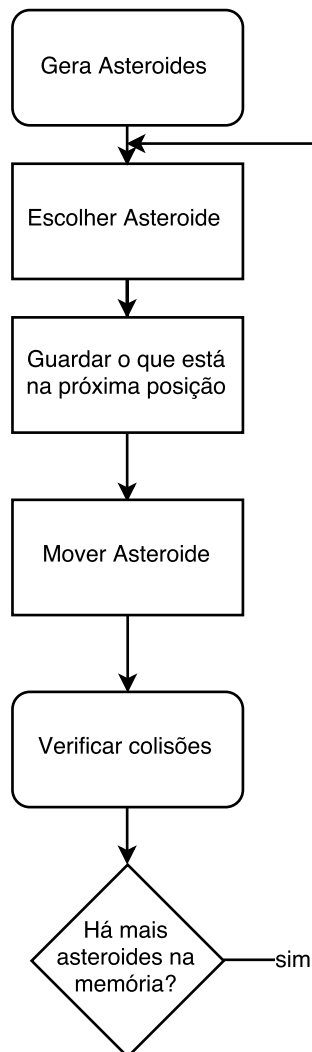 Gera Asteroides
Escolher Asteroide
Guardar o que está
na próxima posição
Mover Asteroide
Verificar colisões
Há mais
asteroides na
memória?
sim